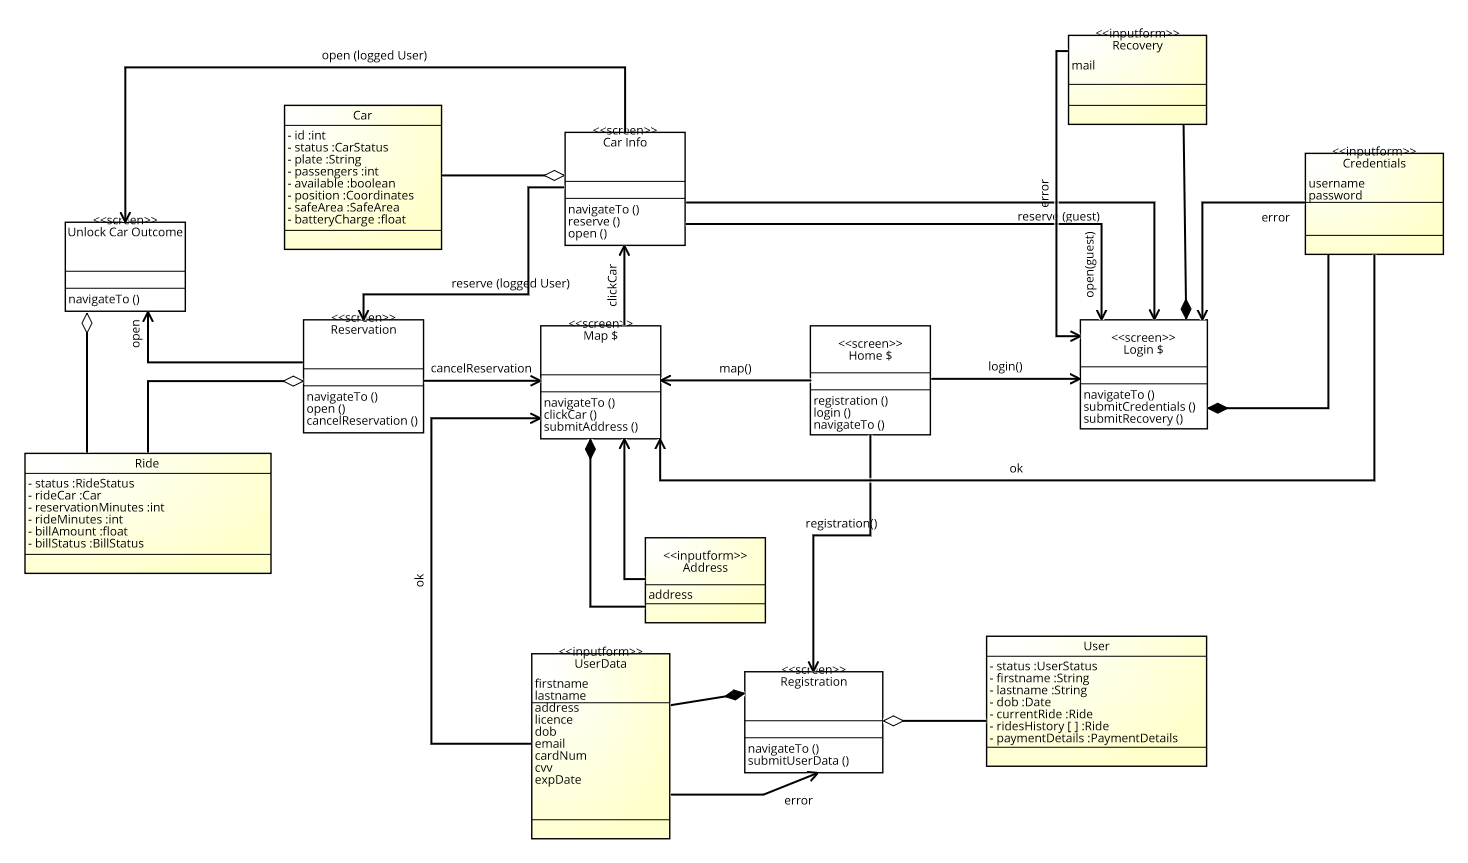 open (logged User)
<<inputform>>
Recovery
mail
Car
- id :int
- status :CarStatus
- plate :String
- passengers :int
- available :boolean
- position :Coordinates
- safeArea :SafeArea
- batteryCharge :float
<<screen>>
Car Info
navigateTo ()
reserve ()
open ()
<<inputform>>
Credentials
username
password
error
error
reserve (guest)
open(guest)
<<screen>>
Unlock Car Outcome
navigateTo ()
open
reserve (logged User)
clickCar
<<screen>>
Reservation
navigateTo ()
open ()
cancelReservation ()
cancelReservation
<<screen>>
Map $
navigateTo ()
clickCar ()
submitAddress ()
map()
<<screen>>
Home $
registration ()
login ()
navigateTo ()
login()
<<screen>>
Login $
navigateTo ()
submitCredentials ()
submitRecovery ()
ok
Ride
- status :RideStatus
- rideCar :Car
- reservationMinutes :int
- rideMinutes :int
- billAmount :float
- billStatus :BillStatus
registration()
ok
<<inputform>>
Address
address
<<inputform>>
UserData
firstname
lastname
address
licence
dob
email
cardNum
cvv
expDate
<<screen>>
Registration
navigateTo ()
submitUserData ()
error
User
- status :UserStatus
- firstname :String
- lastname :String
- dob :Date
- currentRide :Ride
- ridesHistory [ ] :Ride
- paymentDetails :PaymentDetails